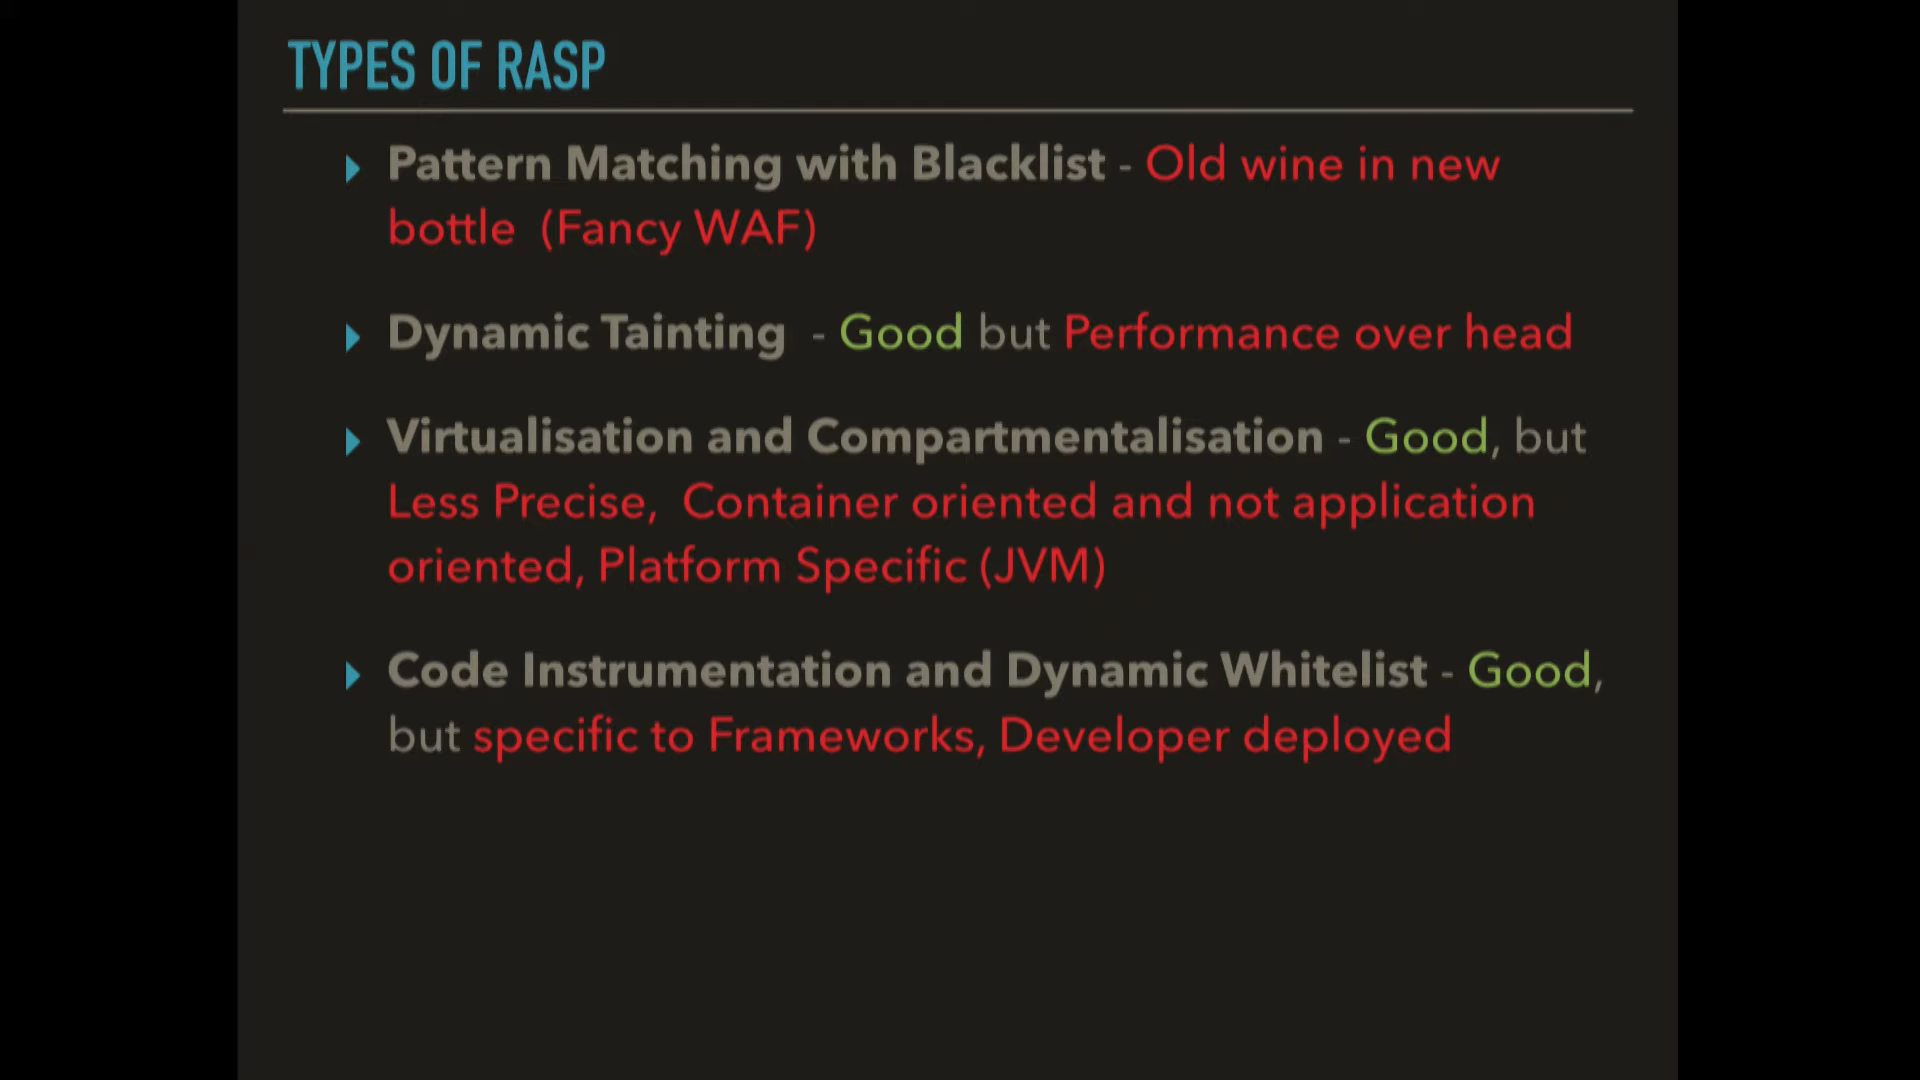 TYPES OF RASP
Pattern Matching with Blacklist - Old wine in new
bottle (Fancy WAF)
Dynamic Tainting - Good but Performance over head
Virtualisation and Compartmentalisation - Good, but
Less Precise, Container oriented and not application
oriented, Platform Specific (JVM)
Code Instrumentation and Dynamic Whitelist - Good,
but specific to Frameworks, Developer deployed